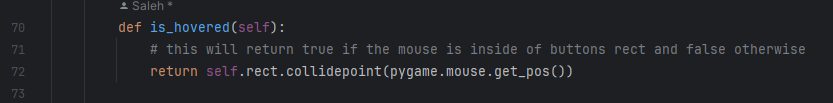 Saleh *
70 def is_hovered(self):
71 # this will return true if the mouse is inside of buttons rect and false otherwise
72 return self.rect.collidepoint(pygame.mouse.get_pos())
73